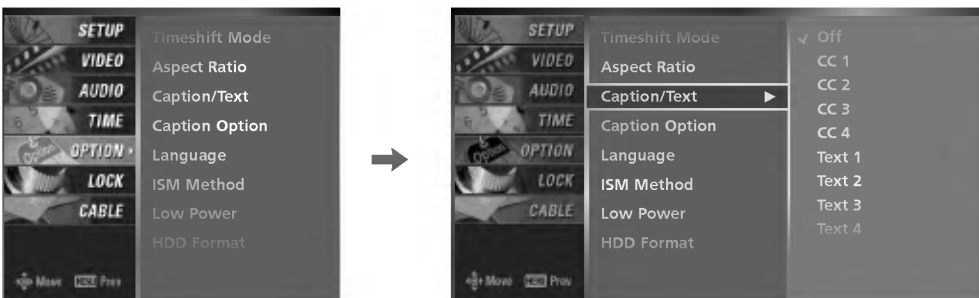 SETUP
VIDEO
AUDIO
TIME
OPTION
LOCK
CABLE
Move MENU Prev
Timeshift Mode
Aspect Ratio
Caption/Text
Caption Option
Language
ISM Method
Low Power
HDD Format
SETUP
VIDEO
AUDIO
TIME
Option OPTION
LOCK
CABLE
Move MENU Prev
Timeshift Mode
Aspect Ratio
Caption/Text
Caption Option
Language
ISM Method
Low Power
HDD Format
Off
CC 1
CC 2
CC 3
CC 4
Text 1
Text 2
Text 3
Text 4